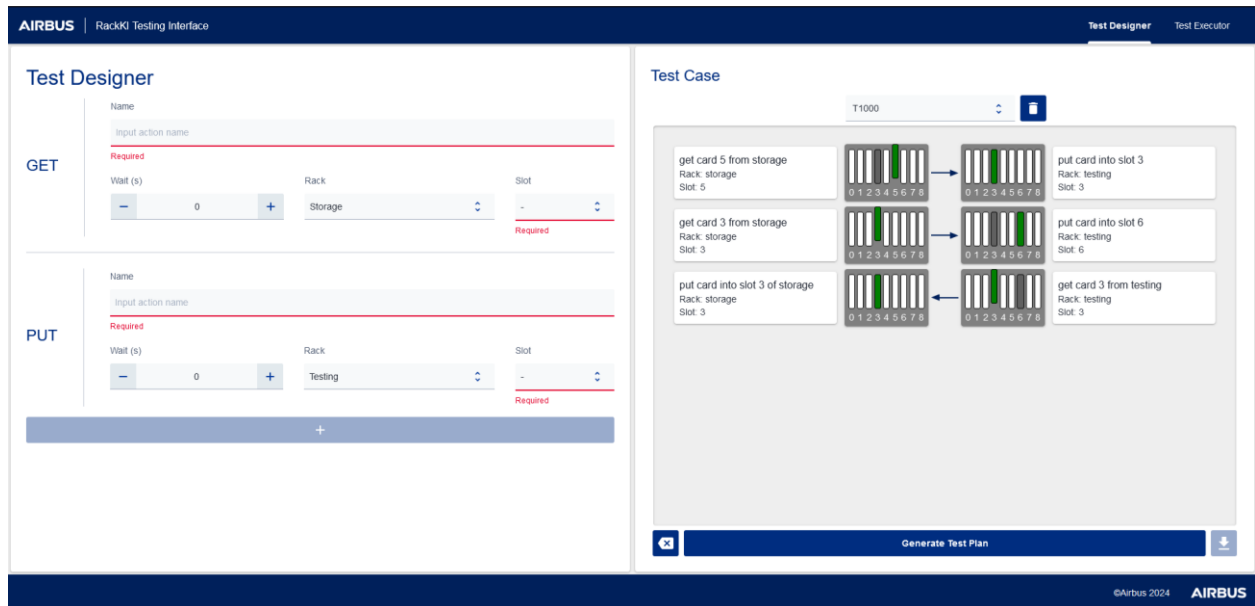 AIRBUS | RackKI Testing Interface
Test Designer Test Executor
Test Designer
GET
Name
Input action name
Required
Wait (s) Rack Slot
− 0 + Storage -
Required
PUT
Name
Input action name
Required
Wait (s) Rack Slot
− 0 + Testing -
Required
+
Test Case
T1000
get card 5 from storage
Rack: storage
Slot: 5
0 1 2 3 4 5 6 7 8
0 1 2 3 4 5 6 7 8
put card into slot 3
Rack: testing
Slot: 3
get card 3 from storage
Rack: storage
Slot: 3
0 1 2 3 4 5 6 7 8
0 1 2 3 4 5 6 7 8
put card into slot 6
Rack: testing
Slot: 6
put card into slot 3 of storage
Rack: storage
Slot: 3
0 1 2 3 4 5 6 7 8
0 1 2 3 4 5 6 7 8
get card 3 from testing
Rack: testing
Slot: 3
Generate Test Plan
©Airbus 2024 AIRBUS